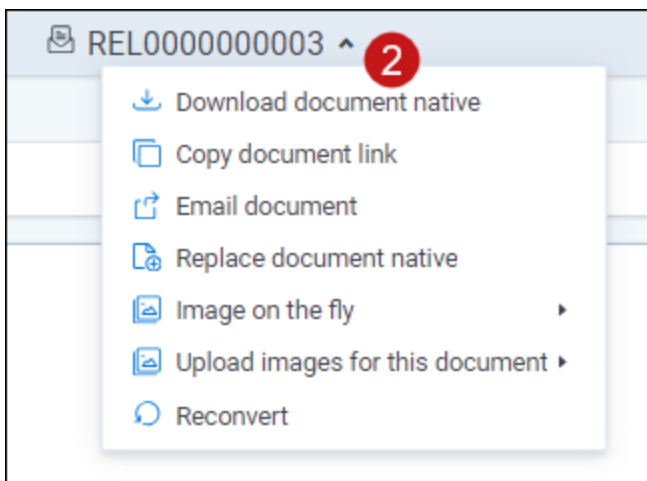 REL0000000003
2
Download document native
Copy document link
Email document
Replace document native
Image on the fly
Upload images for this document
Reconvert